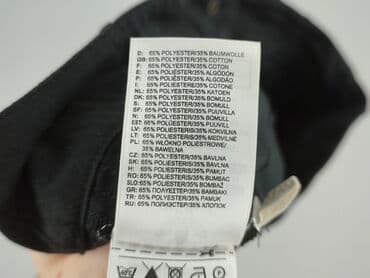 D: 65% POLYESTER/35% BAUMWOLLE
GB: 65% POLYESTER/35% COTTON
F: 65% POLYESTER/35% COTON
E: 65% POLIÉSTER/35% ALGODÓN
P: 65% POLIÉSTER/35% ALGODÃO
I: 65% POLIESTERE/35% COTONE
NL: 65% POLYESTER/35% KATOEN
DK: 65% POLYESTER/35% BOMULD
S: 65% POLYESTER/35% BOMULL
SF: 65% POLYESTERI/35% PUUVILLA
N: 65% POLYESTER/35% BOMULL
EST: 65% POLÜESTER/35% PUUVILL
LV: 65% POLIESTERIS/35% KOKVILNA
LT: 65% POLIESTERIS/35% MEDVILNĖ
PL: 65% WŁÓKNO POLIESTROWE/
35% BAWEŁNA
CZ: 65% POLYESTER/35% BAVLNA
SK: 65% POLYESTER/35% BAVLNA
H: 65% POLIÉSZTER/35% PAMUT
RO: 65% POLIESTER/35% BUMBAC
SLO: 65% POLIESTER/35% BOMBAŽ
GR: 65% ΠΟΛΥΕΣΤΕΡ/35% ΒΑΜΒΑΚΙ
TR: 65% POLYESTER/35% PAMUK
RU: 65% ПОЛИЭСТЕР/35% ХЛОПОК